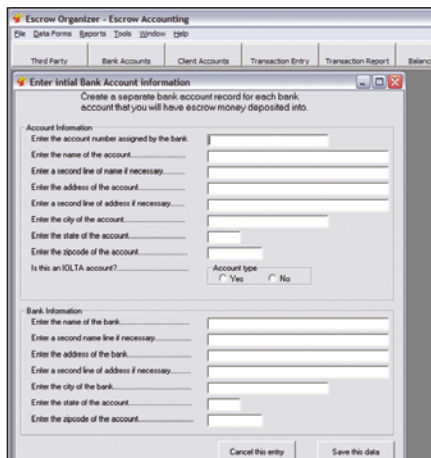 Escrow Organizer - Escrow Accounting
File Data Forms Reports Tools Window Help
Third Party Bank Accounts Client Accounts Transaction Entry Transaction Report Balanc
Enter intial Bank Account information
Create a separate bank account record for each bank
account that you will have escrow money deposited into.
Account Information
Enter the account number assigned by the bank
Enter the name of the account
Enter a second line of name if necessary
Enter the address of the account
Enter a second line of address if necessary
Enter the city of the account
Enter the state of the account
Enter the zipcode of the account
Is this an IOLTA account?
Account type
Yes No
Bank Information
Enter the name of the bank
Enter a second name line if necessary
Enter the address of the bank
Enter a second line of address if necessary
Enter the city of the bank
Enter the state of the account
Enter the zipcode of the account
Cancel this entry Save this data